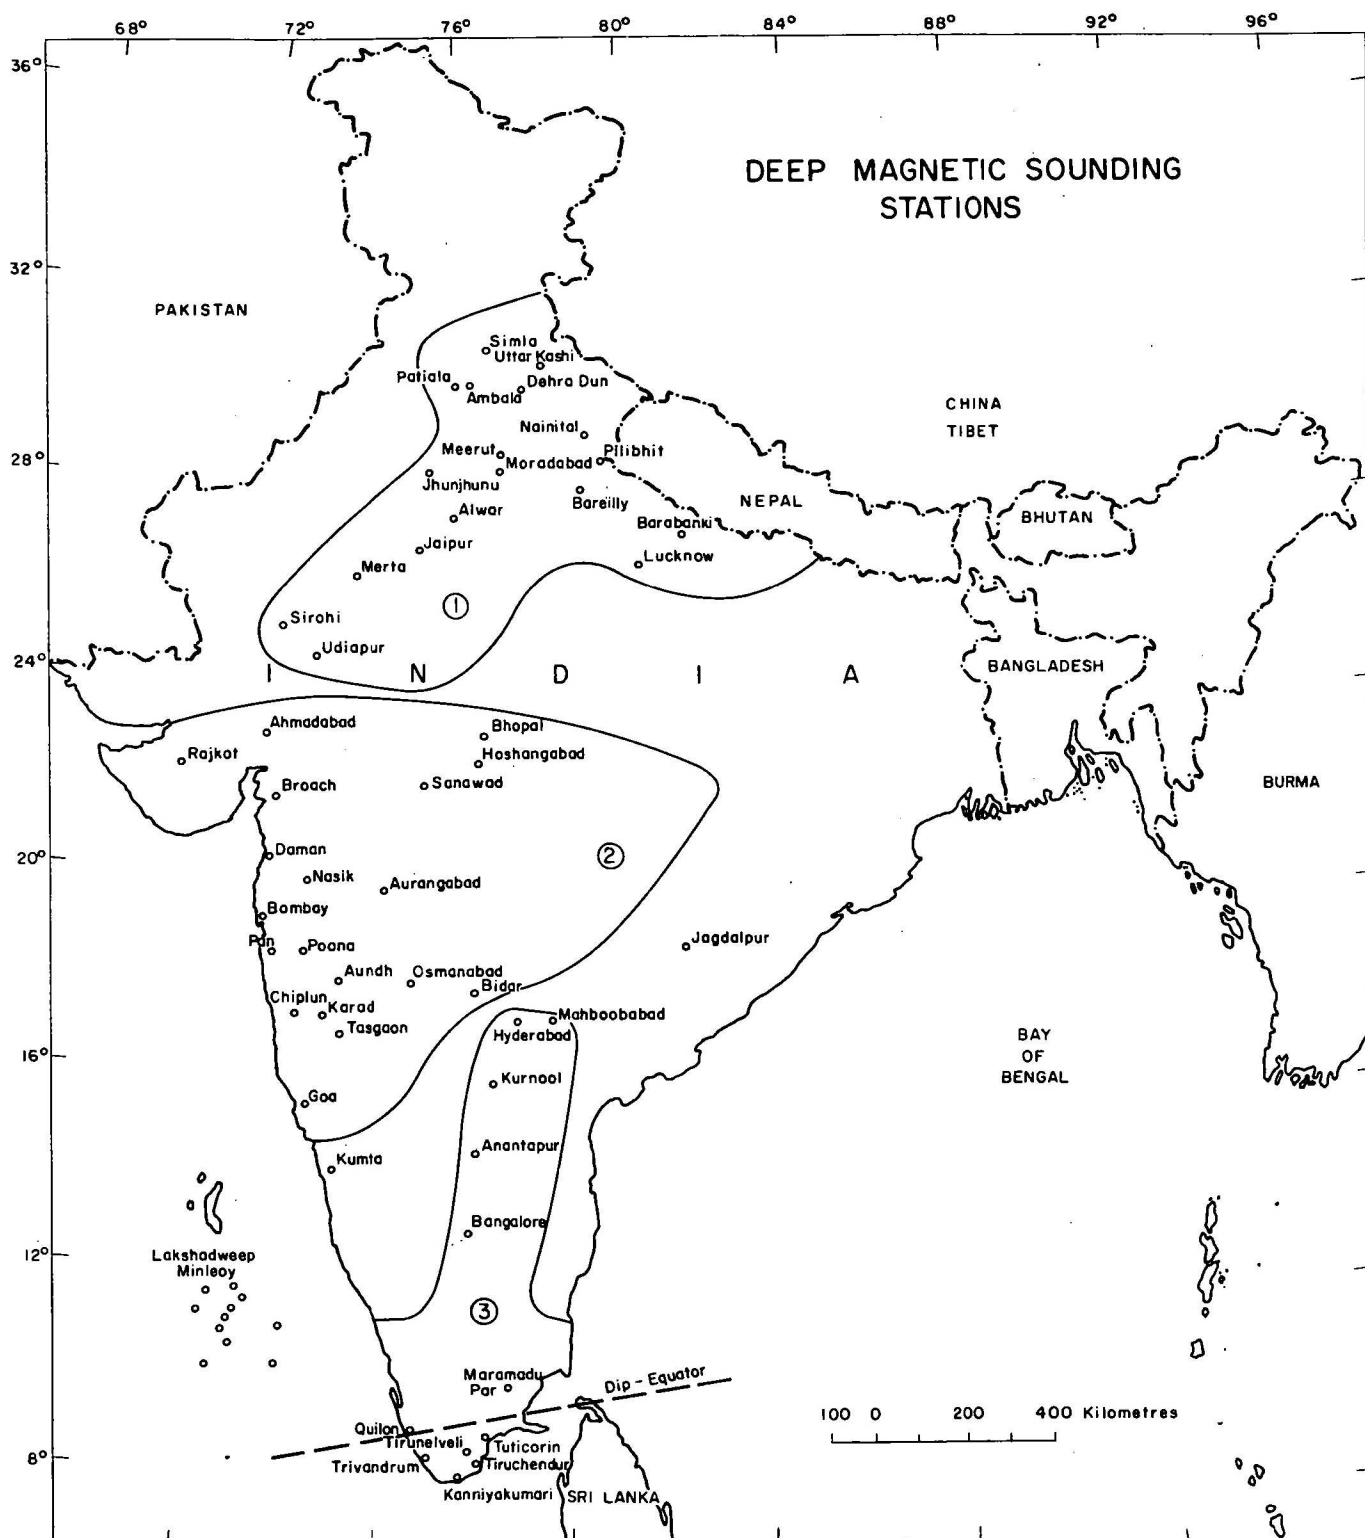 68° 72° 76° 80° 84° 88° 92° 96°
36°
DEEP MAGNETIC SOUNDING
STATIONS
32°
PAKISTAN
Simla
Uttar Kashi
Patiala
Ambala
Dehra Dun
CHINA
TIBET
Nainital
Meerut
Moradabad
Pilibhit
28°
Jhunjhunu
Bareilly
NEPAL
Alwar
Barabanki
BHUTAN
Jaipur
Lucknow
Merta
1
Sirohi
Udiapur
24°
I N D I A
BANGLADESH
Ahmadabad
Bhopal
Rajkot
Hoshangabad
Broach
Sanawad
BURMA
20°
Daman
2
Nasik
Aurangabad
Bombay
Pan
Poana
Jagdalpur
Aundh
Osmanabad
Bidar
Chiplun
Karad
Tasgaon
Mahboobabad
Hyderabad
16°
BAY
OF
BENGAL
Kurnool
Goa
Anantapur
Kumta
Bangalore
12°
Lakshadweep
Minleoy
3
Maramadu
Par
Dip-Equator
100 0 200 400 Kilometres
Quilon
Tirunelveli
Tuticorin
8°
Trivandrum
Tiruchendur
Kanniyakumari
SRI LANKA